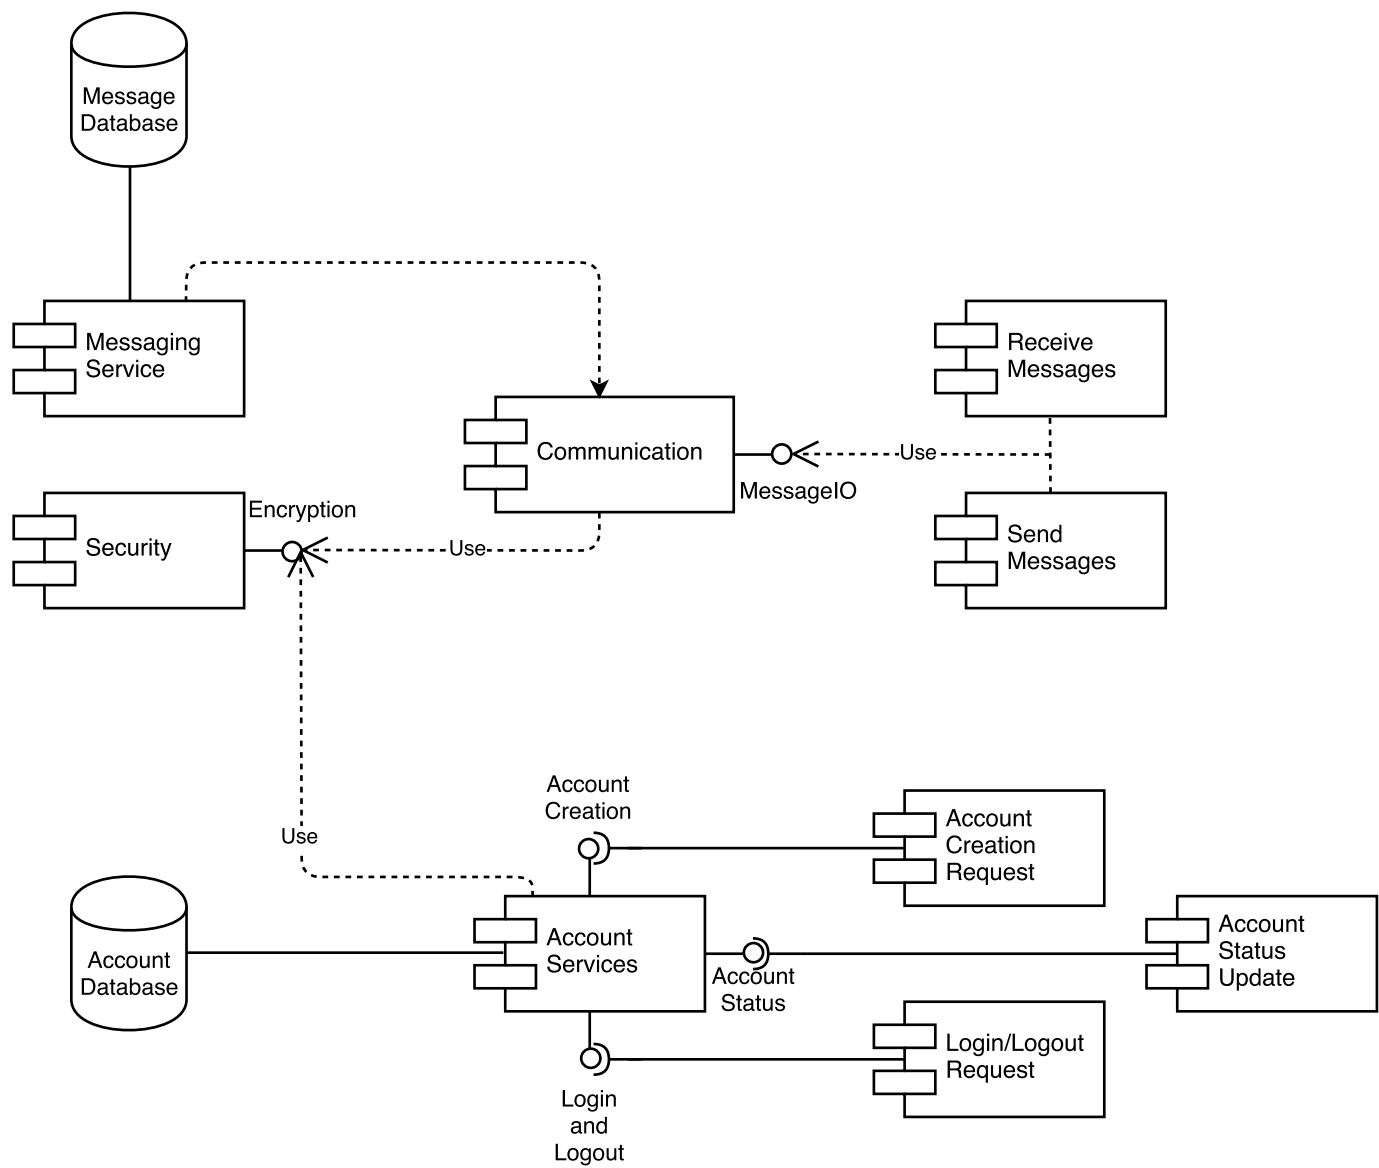 Message
Database
Messaging
Service
Receive
Messages
Communication
Use
MessageIO
Encryption
Security
Use
Send
Messages
Account
Creation
Use
Account
Creation
Request
Account
Database
Account
Services
Account
Status
Account
Status
Update
Login/Logout
Request
Login
and
Logout